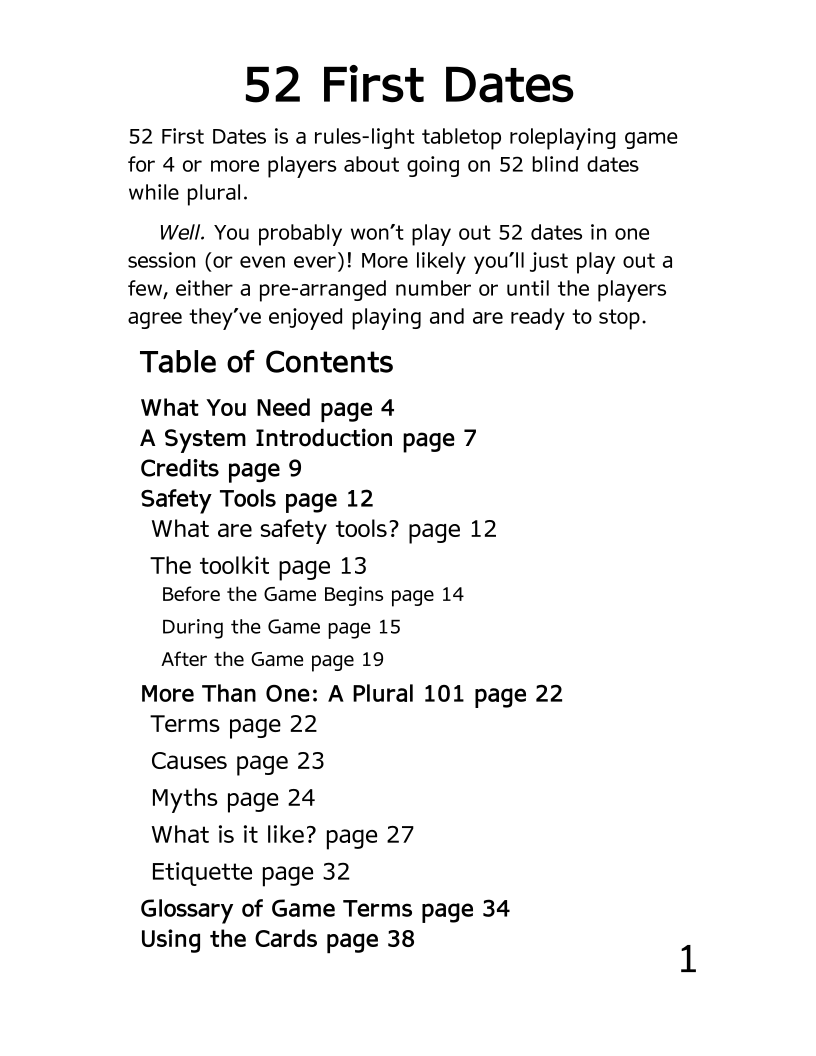 52 First Dates
52 First Dates is a rules-light tabletop roleplaying game
for 4 or more players about going on 52 blind dates
while plural.
Well. You probably won’t play out 52 dates in one
session (or even ever)! More likely you’ll just play out a
few, either a pre-arranged number or until the players
agree they’ve enjoyed playing and are ready to stop.
Table of Contents
What You Need page 4
A System Introduction page 7
Credits page 9
Safety Tools page 12
What are safety tools? page 12
The toolkit page 13
Before the Game Begins page 14
During the Game page 15
After the Game page 19
More Than One: A Plural 101 page 22
Terms page 22
Causes page 23
Myths page 24
What is it like? page 27
Etiquette page 32
Glossary of Game Terms page 34
Using the Cards page 38
1